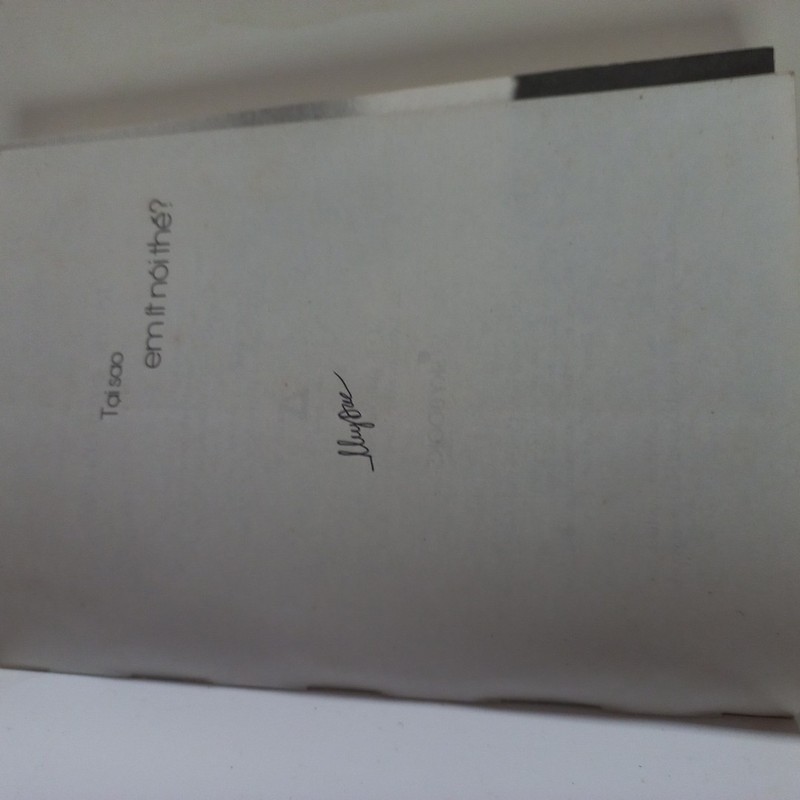 Tại sao
em ít nói thế?